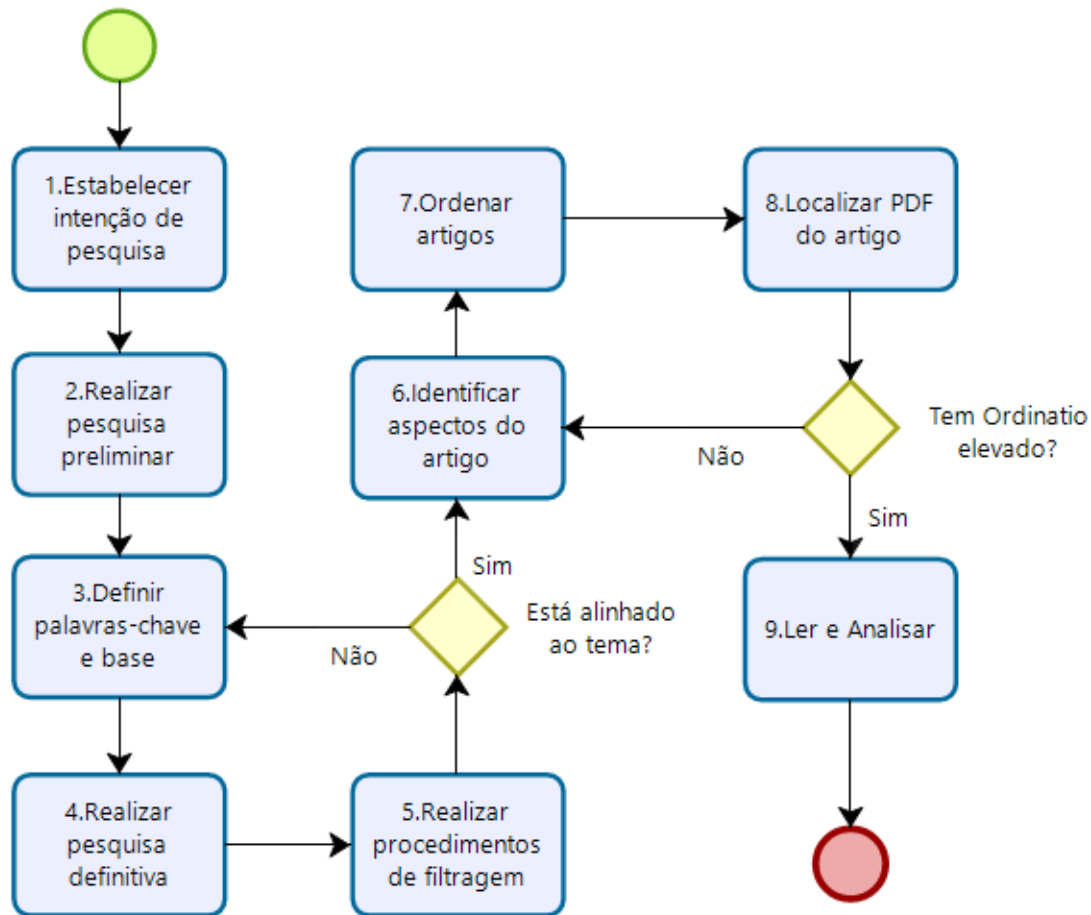 1.Estabelecer
intenção de
pesquisa
2.Realizar
pesquisa
preliminar
3.Definir
palavras-chave
e base
4.Realizar
pesquisa
definitiva
5.Realizar
procedimentos
de filtragem
Está alinhado
ao tema?
Não
Sim
6.Identificar
aspectos do
artigo
7.Ordenar
artigos
8.Localizar PDF
do artigo
Tem Ordinatio
elevado?
Não
Sim
9.Ler e Analisar